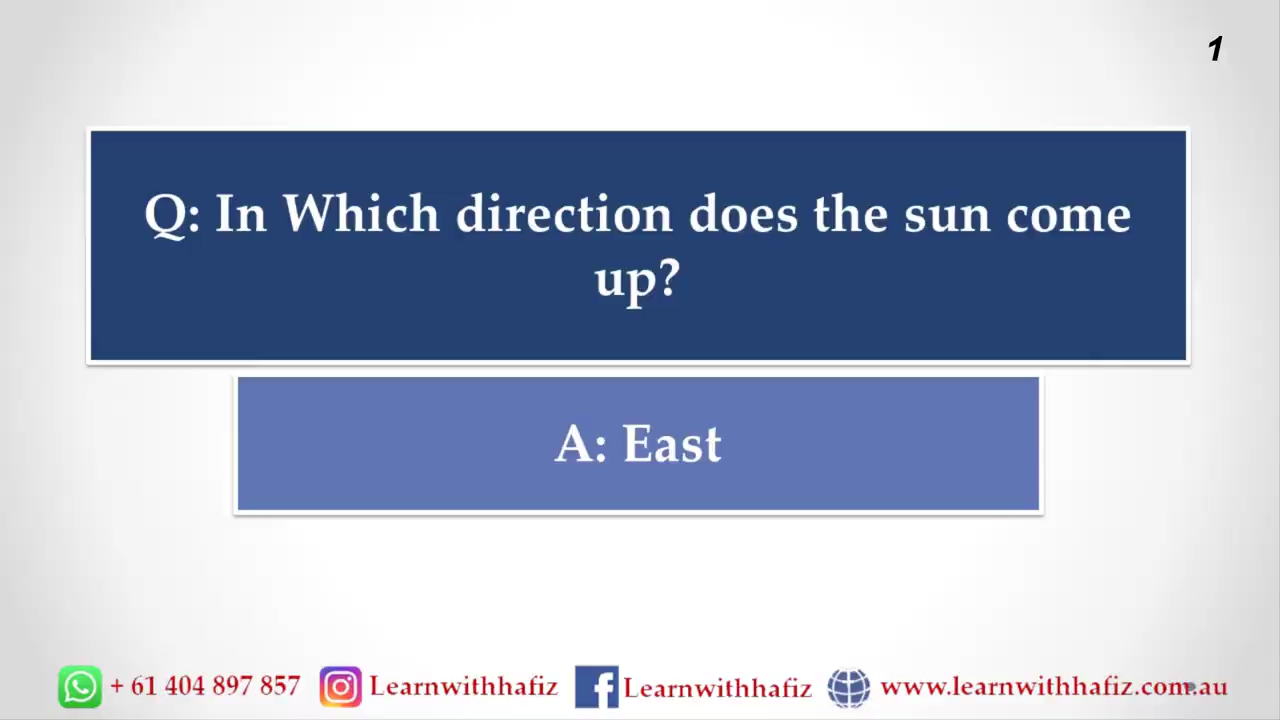 1
Q: In Which direction does the sun come
up?
A: East
+ 61 404 897 857 Learnwithhafiz Learnwithhafiz www.learnwithhafiz.com.au